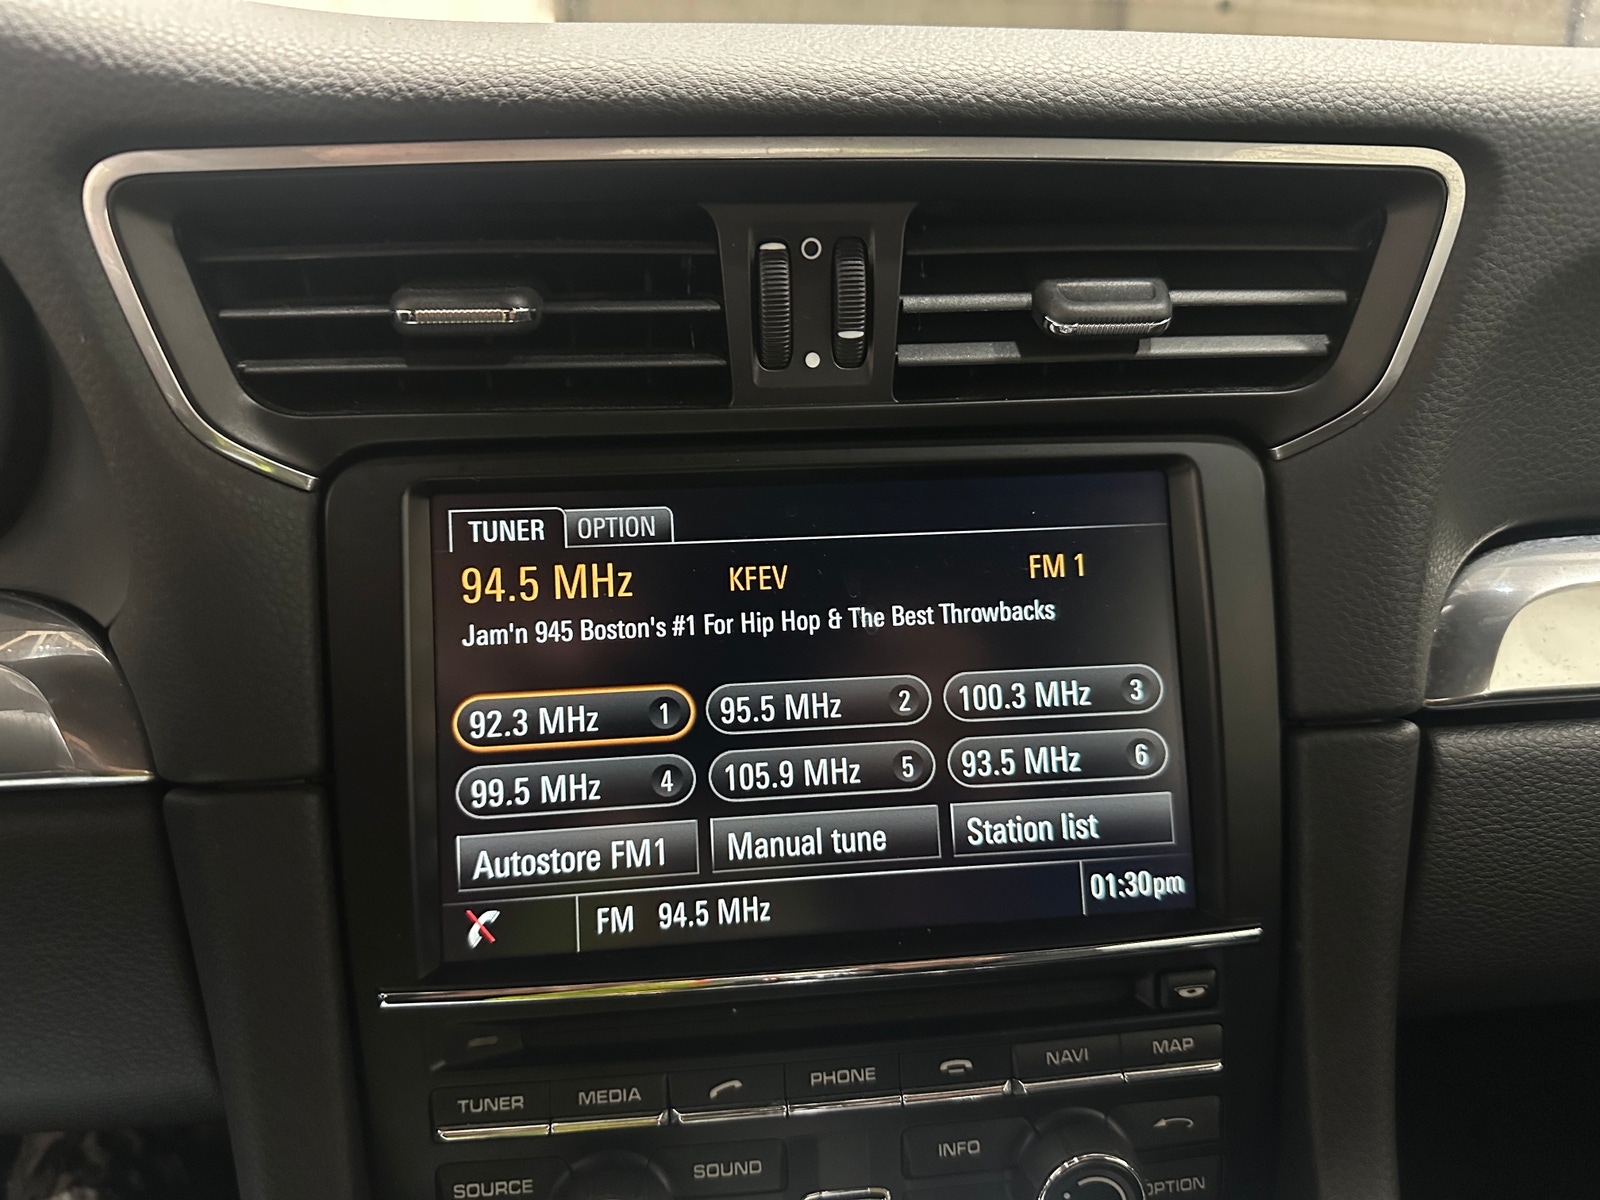 TUNER OPTION
94.5 MHz KFEV FM 1
Jam'n 945 Boston's #1 For Hip Hop & The Best Throwbacks
92.3 MHz 1 95.5 MHz 2 100.3 MHz 3
99.5 MHz 4 105.9 MHz 5 93.5 MHz 6
Autostore FM1 Manual tune Station list
FM 94.5 MHz 01:30pm
TUNER MEDIA PHONE NAVI MAP
SOURCE SOUND INFO OPTION